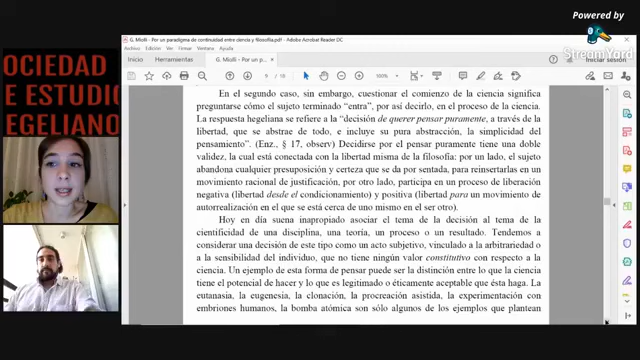 Powered by
StreamYard
G. Miolli - Por un paradigma de continuidad entre ciencia y filosofía.pdf - Adobe Acrobat Reader DC
Archivo Edición Ver Firmar Ventana Ayuda
Inicio Herramientas G. Miolli - Por un p...
Iniciar sesión
OCIEDAD
E ESTUDIO
EGELIANO
En el segundo caso, sin embargo, cuestionar el comienzo de la ciencia significa
preguntarse cómo el sujeto terminado “entra”, por así decirlo, en el proceso de la ciencia.
La respuesta hegeliana se refiere a la “decisión de querer pensar puramente, a través de la
libertad, que se abstrae de todo, e incluye su pura abstracción, la simplicidad del
pensamiento”. (Enz., § 17, observ) Decidirse por el pensar puramente tiene una doble
validez, la cual está conectada con la libertad misma de la filosofía: por un lado, el sujeto
abandona cualquier presuposición y certeza que se da por sentada, para reinsertarlas en
un movimiento racional de justificación, por otro lado, participa en un proceso de liberación
negativa (libertad desde el condicionamiento) y positiva (libertad para un movimiento de
autorrealización en el que se está cerca de uno mismo en el ser otro).
Hoy en día suena inapropiado asociar el tema de la decisión al tema de la
cientificidad de una disciplina, una teoría, un proceso o un resultado. Tendemos a
considerar una decisión de este tipo como un acto subjetivo, vinculado a la arbitrariedad o
a la sensibilidad del individuo, que no tiene ningún valor constitutivo con respecto a la
ciencia. Un ejemplo de esta forma de pensar puede ser la distinción entre lo que la ciencia
tiene el potencial de hacer y lo que es legitimado o éticamente aceptable que ésta haga. La
eutanasia, la eugenesia, la clonación, la procreación asistida, la experimentación con
embriones humanos, la bomba atómica son sólo algunos de los ejemplos que plantean